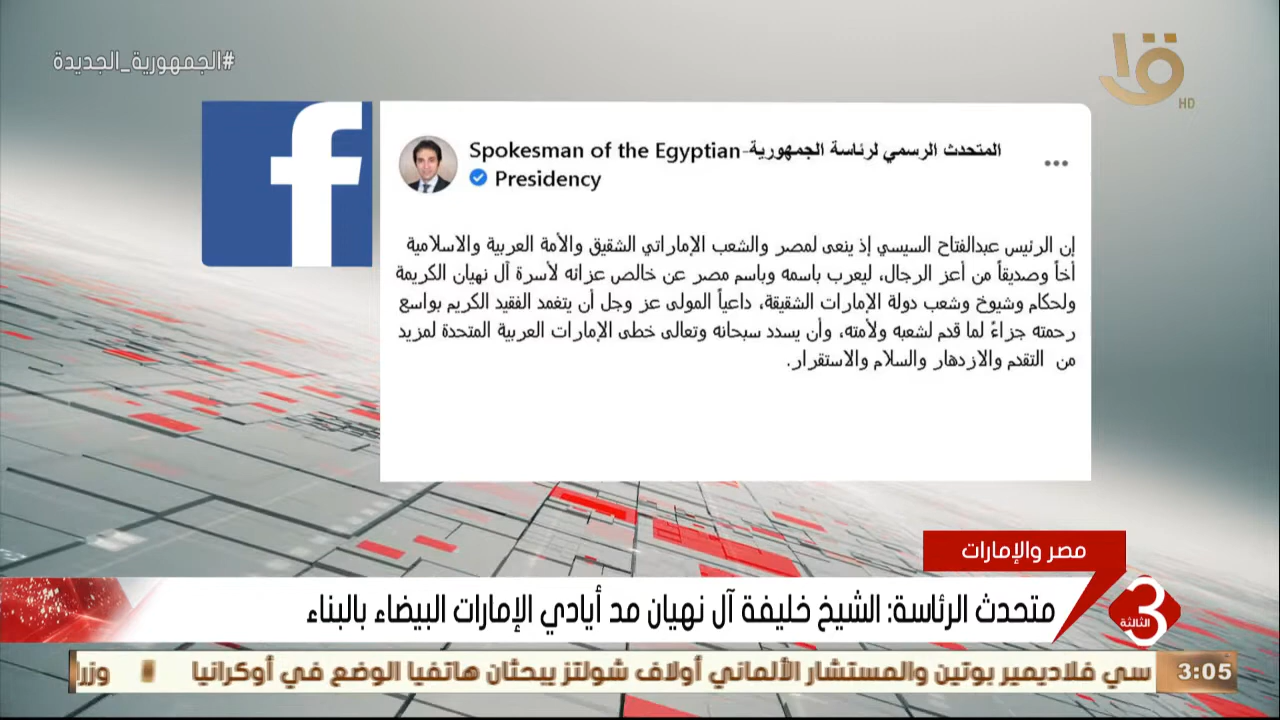 #الجمهورية_الجديدة
HD
المتحدث الرسمي لرئاسة الجمهورية-Spokesman of the Egyptian
Presidency
إن الرئيس عبدالفتاح السيسي إذ ينعى لمصر والشعب الإماراتي الشقيق والأمة العربية والاسلامية
أخاً وصديقاً من أعز الرجال، ليعرب باسمه وباسم مصر عن خالص عزائه لأسرة آل نهيان الكريمة
ولحكام وشيوخ وشعب دولة الإمارات الشقيقة، داعياً المولى عز وجل أن يتغمد الفقيد الكريم بواسع
رحمته جزاءً لما قدم لشعبه ولأمته، وأن يسدد سبحانه وتعالى خطى الإمارات العربية المتحدة لمزيد
من التقدم والازدهار والسلام والاستقرار.
مصر والإمارات
متحدث الرئاسة: الشيخ خليفة آل نهيان مد أيادي الإمارات البيضاء بالبناء
3
الثالثة
3:05
سي فلاديمير بوتين والمستشار الألماني أولاف شولتز يبحثان هاتفيا الوضع في أوكرانيا